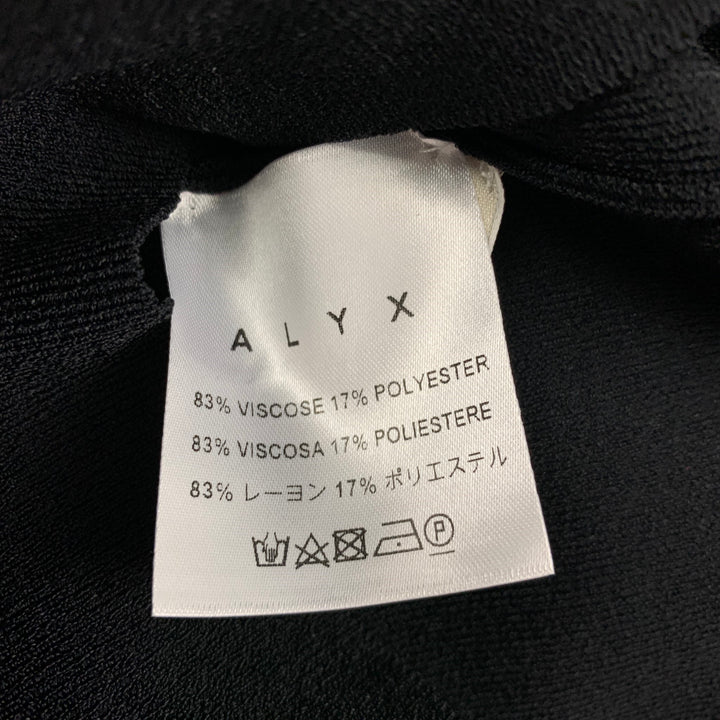 ALYX
83% VISCOSE 17% POLYESTER
83% VISCOSA 17% POLIESTERE
83% レーヨン 17% ポリエステル
P